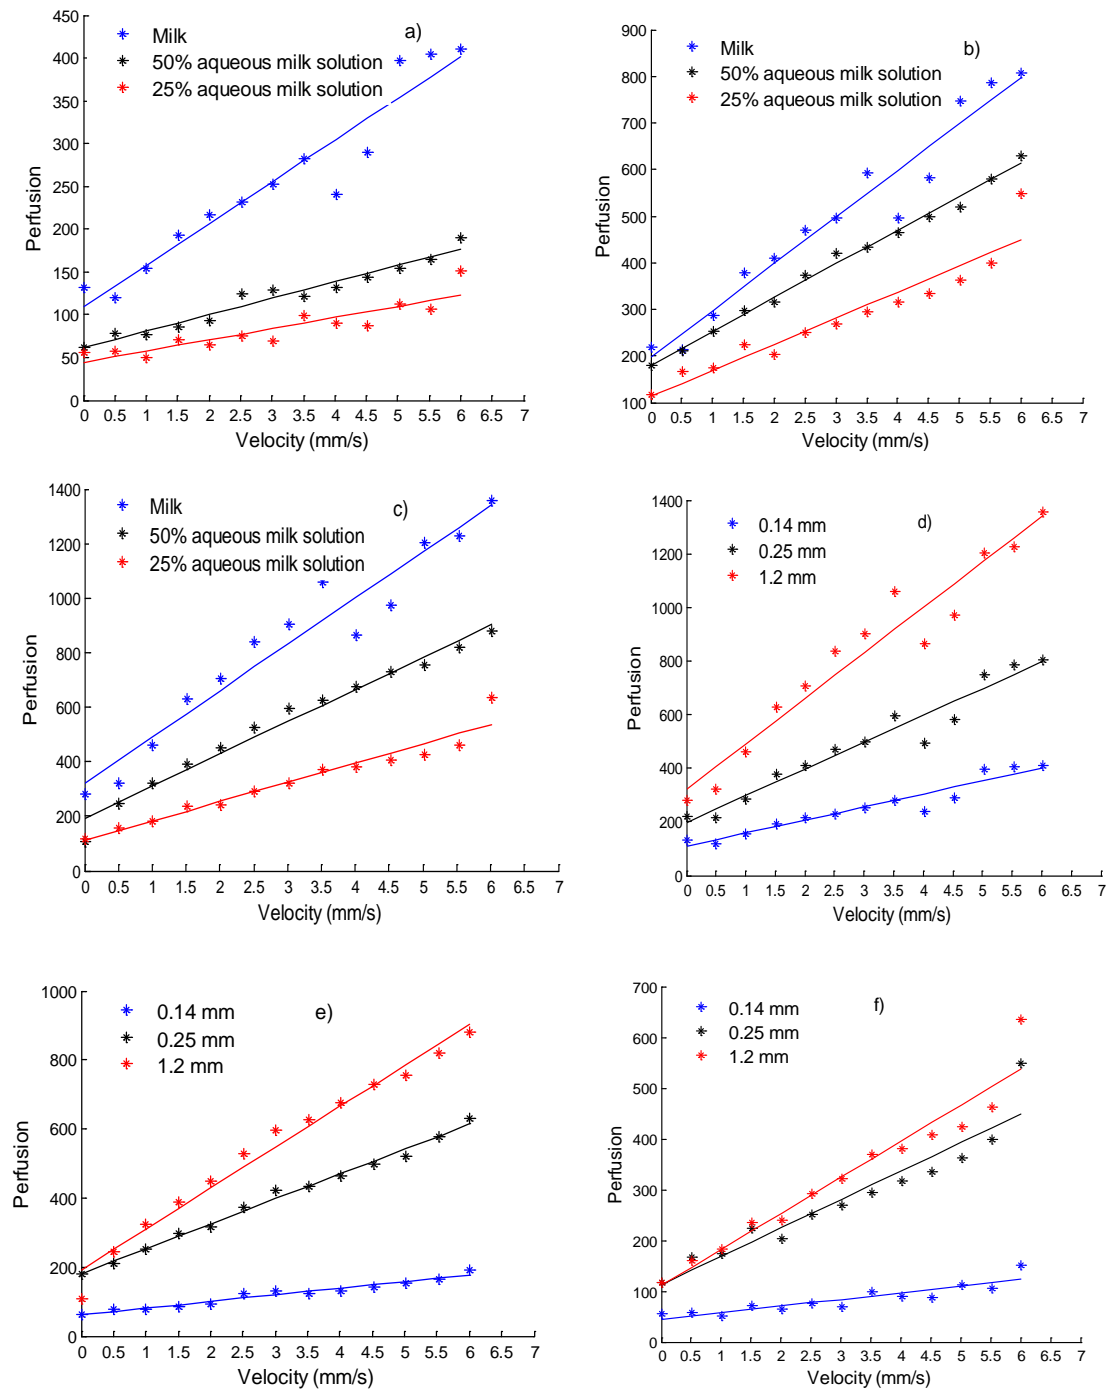 a)
Milk
50% aqueous milk solution
25% aqueous milk solution
450
400
350
300
250
200
150
100
50
0
Perfusion
0 0.5 1 1.5 2 2.5 3 3.5 4 4.5 5 5.5 6 6.5 7
Velocity (mm/s)
b)
Milk
50% aqueous milk solution
25% aqueous milk solution
900
800
700
600
500
400
300
200
100
Perfusion
0 0.5 1 1.5 2 2.5 3 3.5 4 4.5 5 5.5 6 6.5 7
Velocity (mm/s)
c)
Milk
50% aqueous milk solution
25% aqueous milk solution
1400
1200
1000
800
600
400
200
0
Perfusion
0 0.5 1 1.5 2 2.5 3 3.5 4 4.5 5 5.5 6 6.5 7
Velocity (mm/s)
d)
0.14 mm
0.25 mm
1.2 mm
1400
1200
1000
800
600
400
200
0
Perfusion
0 0.5 1 1.5 2 2.5 3 3.5 4 4.5 5 5.5 6 6.5 7
Velocity (mm/s)
e)
0.14 mm
0.25 mm
1.2 mm
1000
800
600
400
200
0
Perfusion
0 0.5 1 1.5 2 2.5 3 3.5 4 4.5 5 5.5 6 6.5 7
Velocity (mm/s)
f)
0.14 mm
0.25 mm
1.2 mm
700
600
500
400
300
200
100
0
Perfusion
0 0.5 1 1.5 2 2.5 3 3.5 4 4.5 5 5.5 6 6.5 7
Velocity (mm/s)